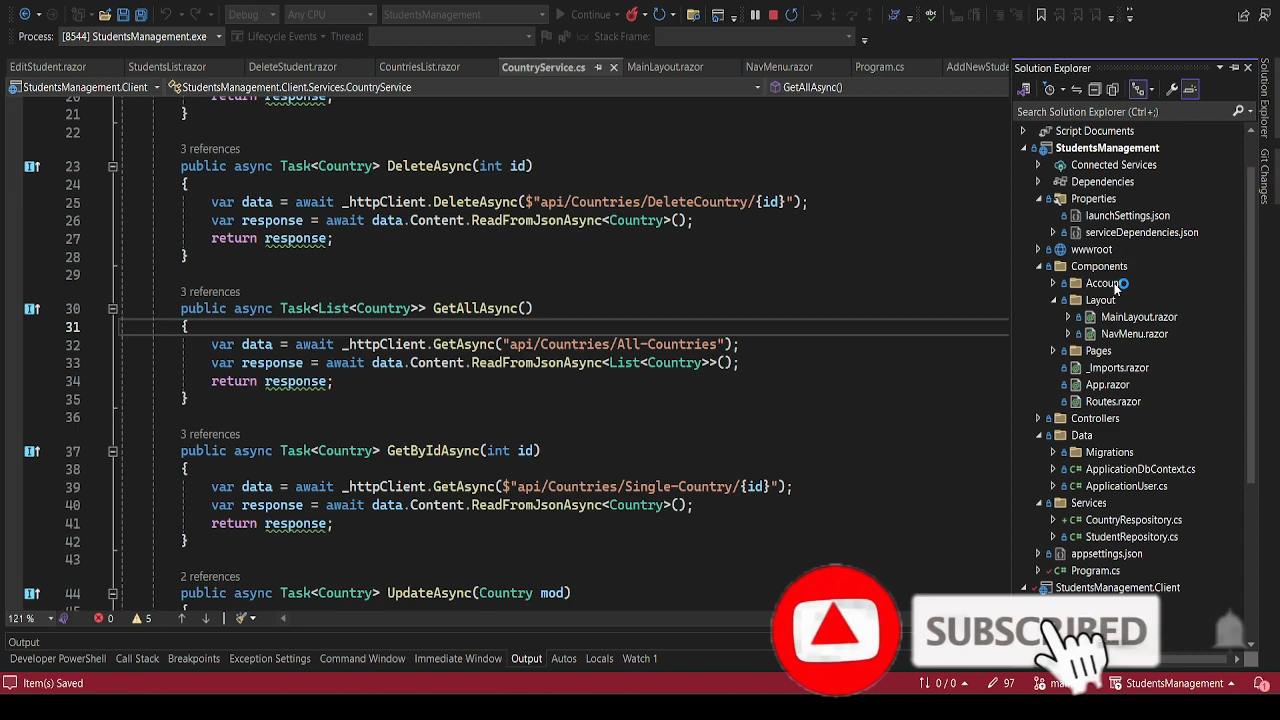 Debug Any CPU StudentsManagement Continue
Process: [8544] StudentsManagement.exe Lifecycle Events Thread: Stack Frame:
EditStudent.razor StudentsList.razor DeleteStudent.razor CountriesList.razor CountryService.cs MainLayout.razor NavMenu.razor Program.cs AddNewStude
StudentsManagement.Client StudentsManagement.Client.Services.CountryService GetAllAsync()
20 return response;
21 }
22
3 references
23 public async Task<Country> DeleteAsync(int id)
24 {
25 var data = await _httpClient.DeleteAsync($"api/Countries/DeleteCountry/{id}");
26 var response = await data.Content.ReadFromJsonAsync<Country>();
27 return response;
28 }
29
3 references
30 public async Task<List<Country>> GetAllAsync()
31 {
32 var data = await _httpClient.GetAsync("api/Countries/All-Countries");
33 var response = await data.Content.ReadFromJsonAsync<List<Country>>();
34 return response;
35 }
36
3 references
37 public async Task<Country> GetByIdAsync(int id)
38 {
39 var data = await _httpClient.GetAsync($"api/Countries/Single-Country/{id}");
40 var response = await data.Content.ReadFromJsonAsync<Country>();
41 return response;
42 }
43
2 references
44 public async Task<Country> UpdateAsync(Country mod)
45 {
121 % 0 5
Output
Developer PowerShell Call Stack Breakpoints Exception Settings Command Window Immediate Window Output Autos Locals Watch 1
Item(s) Saved 0 / 0 97 StudentsManagement
Solution Explorer
Search Solution Explorer (Ctrl+;)
Script Documents
StudentsManagement
Connected Services
Dependencies
Properties
launchSettings.json
serviceDependencies.json
wwwroot
Components
Accoun
Layout
MainLayout.razor
NavMenu.razor
Pages
_Imports.razor
App.razor
Routes.razor
Controllers
Data
Migrations
ApplicationDbContext.cs
ApplicationUser.cs
Services
CountryRespository.cs
StudentRepository.cs
appsettings.json
Program.cs
StudentsManagement.Client
Solution Explorer
Git Changes
SUBSCRIBED